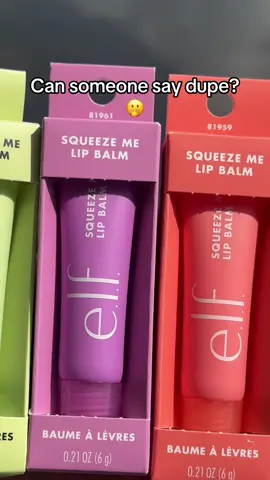 Can someone say dupe?
🤭
ME
LM
RES
81961
SQUEEZE ME
LIP BALM
e.l.f.
SQUEEZE ME
LIP BALM
BAUME À LÈVRES
0.21 OZ (6 g)
81959
SQUEEZE ME
LIP BALM
e.l.f.
SQUEEZE ME
LIP BALM
BAUME À LÈVRES
0.21 OZ (6 g)